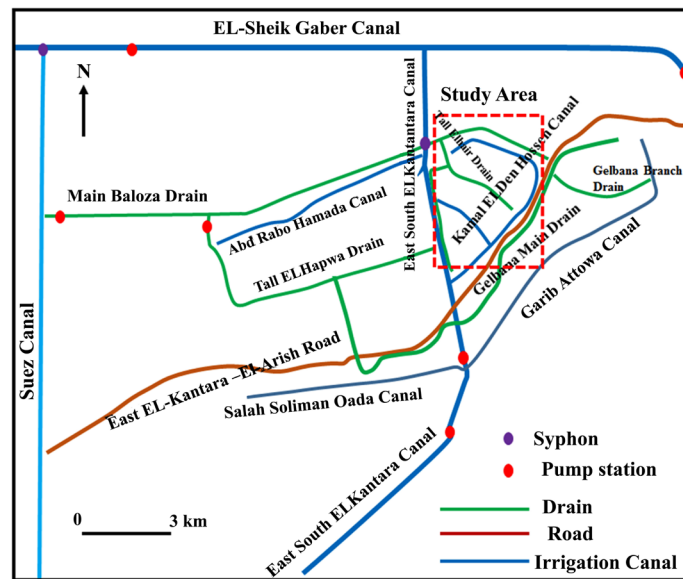 EL-Sheik Gaber Canal
N
Study Area
East South ELKantantara Canal
Tall Elhair Drain
Kamal ELDen Hossen Canal
Gelbana Branch
Drain
Main Baloza Drain
Abd Rabo Hamada Canal
Tall ELHapwa Drain
Gelbana Main Drain
Garib Attowa Canal
Suez Canal
East EL-Kantara –El-Arish Road
Salah Soliman Oada Canal
East South ELKantara Canal
0 3 km
Syphon
Pump station
Drain
Road
Irrigation Canal